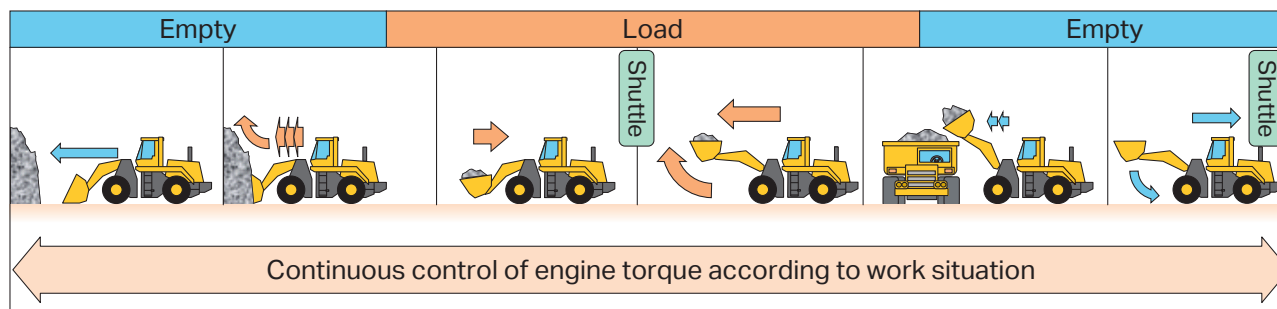 Empty
Load
Empty
Shuttle
Shuttle
Continuous control of engine torque according to work situation